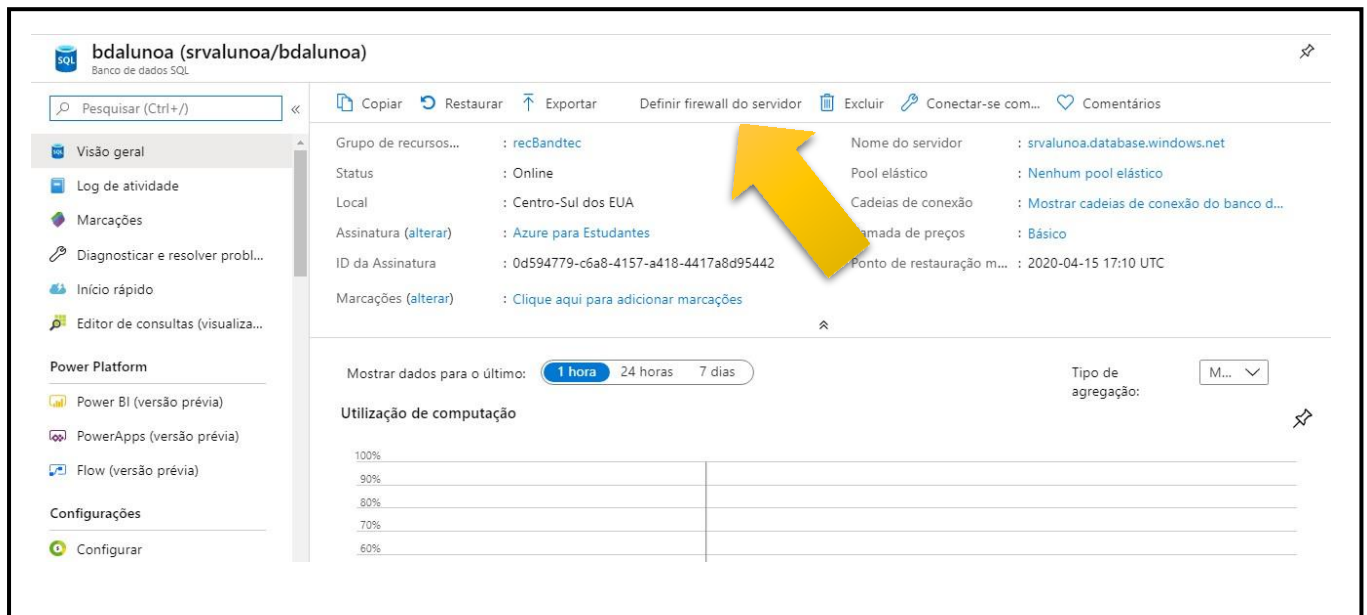 bdalunoa (srvalunoa/bdalunoa)
Banco de dados SQL
Pesquisar (Ctrl+/)
«
Copiar Restaurar Exportar Definir firewall do servidor Excluir Conectar-se com... Comentários
Visão geral
Log de atividade
Marcações
Diagnosticar e resolver probl...
Início rápido
Editor de consultas (visualiza...
Power Platform
Power BI (versão prévia)
PowerApps (versão prévia)
Flow (versão prévia)
Configurações
Configurar
Grupo de recursos... : recBandtec
Status : Online
Local : Centro-Sul dos EUA
Assinatura (alterar) : Azure para Estudantes
ID da Assinatura : 0d594779-c6a8-4157-a418-4417a8d95442
Marcações (alterar) : Clique aqui para adicionar marcações
Nome do servidor : srvalunoa.database.windows.net
Pool elástico : Nenhum pool elástico
Cadeias de conexão : Mostrar cadeias de conexão do banco d...
amada de preços : Básico
Ponto de restauração m... : 2020-04-15 17:10 UTC
Mostrar dados para o último: 1 hora 24 horas 7 dias
Tipo de
agregação:
M...
Utilização de computação
100%
90%
80%
70%
60%